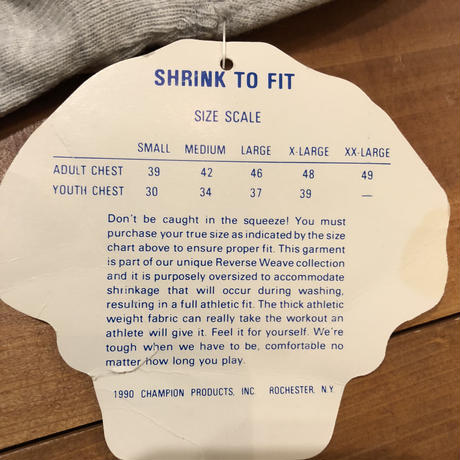 SHRINK TO FIT
SIZE SCALE
SMALL MEDIUM LARGE X-LARGE XX-LARGE
ADULT CHEST 39 42 46 48 49
YOUTH CHEST 30 34 37 39 —
Don't be caught in the squeeze! You must
purchase your true size as indicated by the size
chart above to ensure proper fit. This garment
is part of our unique Reverse Weave collection
and it is purposely oversized to accommodate
shrinkage that will occur during washing,
resulting in a full athletic fit. The thick athletic
weight fabric can really take the workout an
athlete will give it. Feel it for yourself. We're
tough when we have to be, comfortable no
matter how long you play.
1990 CHAMPION PRODUCTS, INC. ROCHESTER, N.Y.